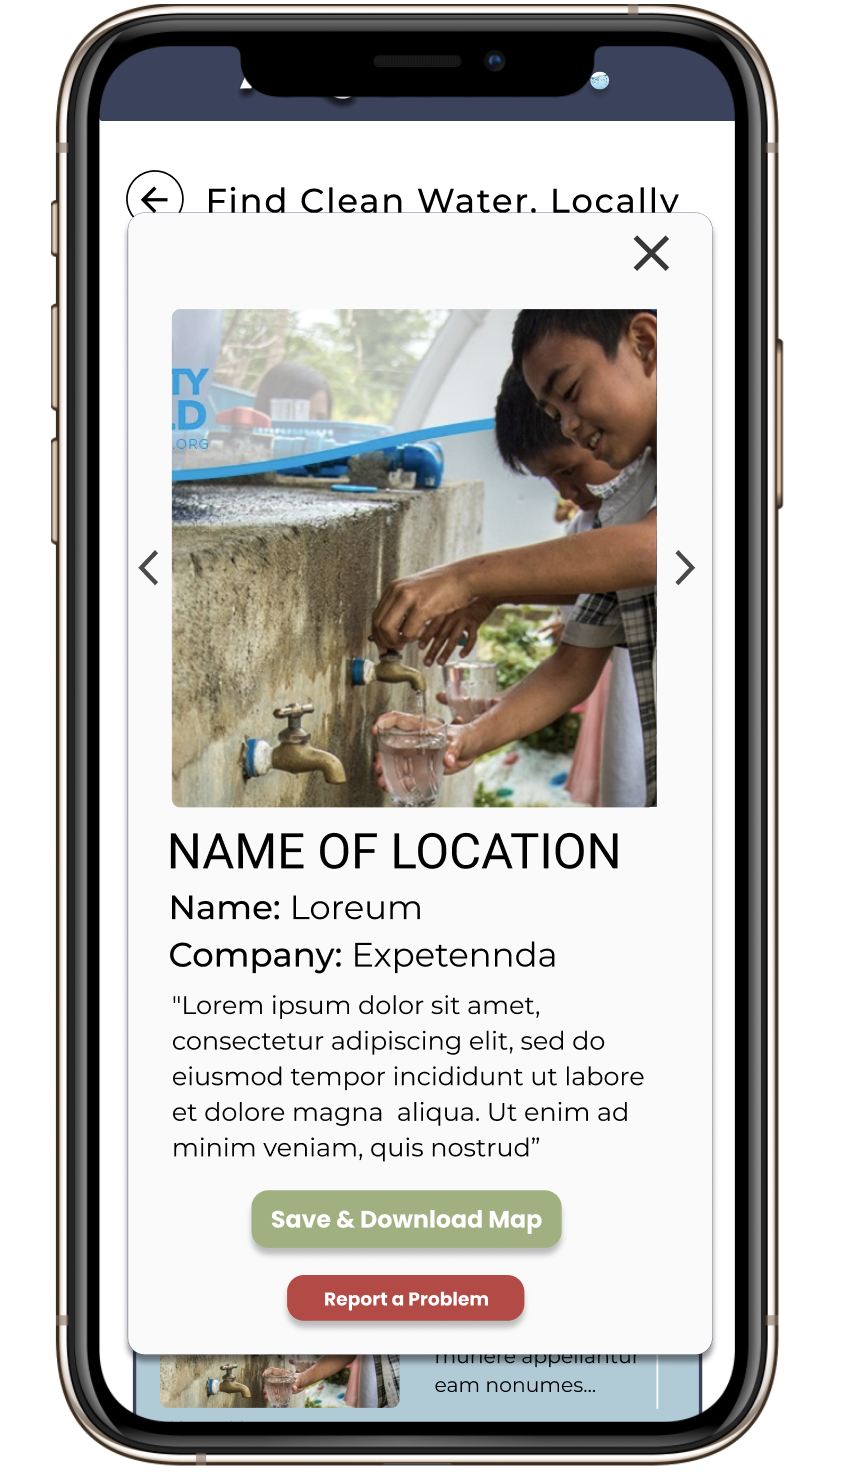 Find Clean Water, Locally
TY
LD
.ORG
NAME OF LOCATION
Name: Loreum
Company: Expetennda
"Lorem ipsum dolor sit amet,
consectetur adipiscing elit, sed do
eiusmod tempor incididunt ut labore
et dolore magna  aliqua. Ut enim ad
minim veniam, quis nostrud”
Save & Download Map
Report a Problem
munere appellantur
eam nonumes...